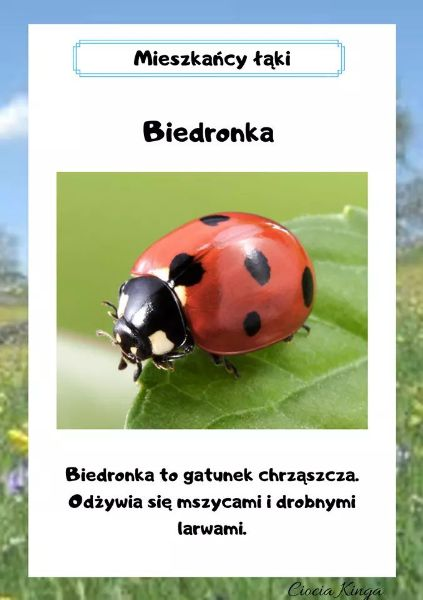 Mieszkańcy łąki
Biedronka
Biedronka to gatunek chrząszcza.
Odżywia się mszycami i drobnymi
larwami.
Ciocia Kinga